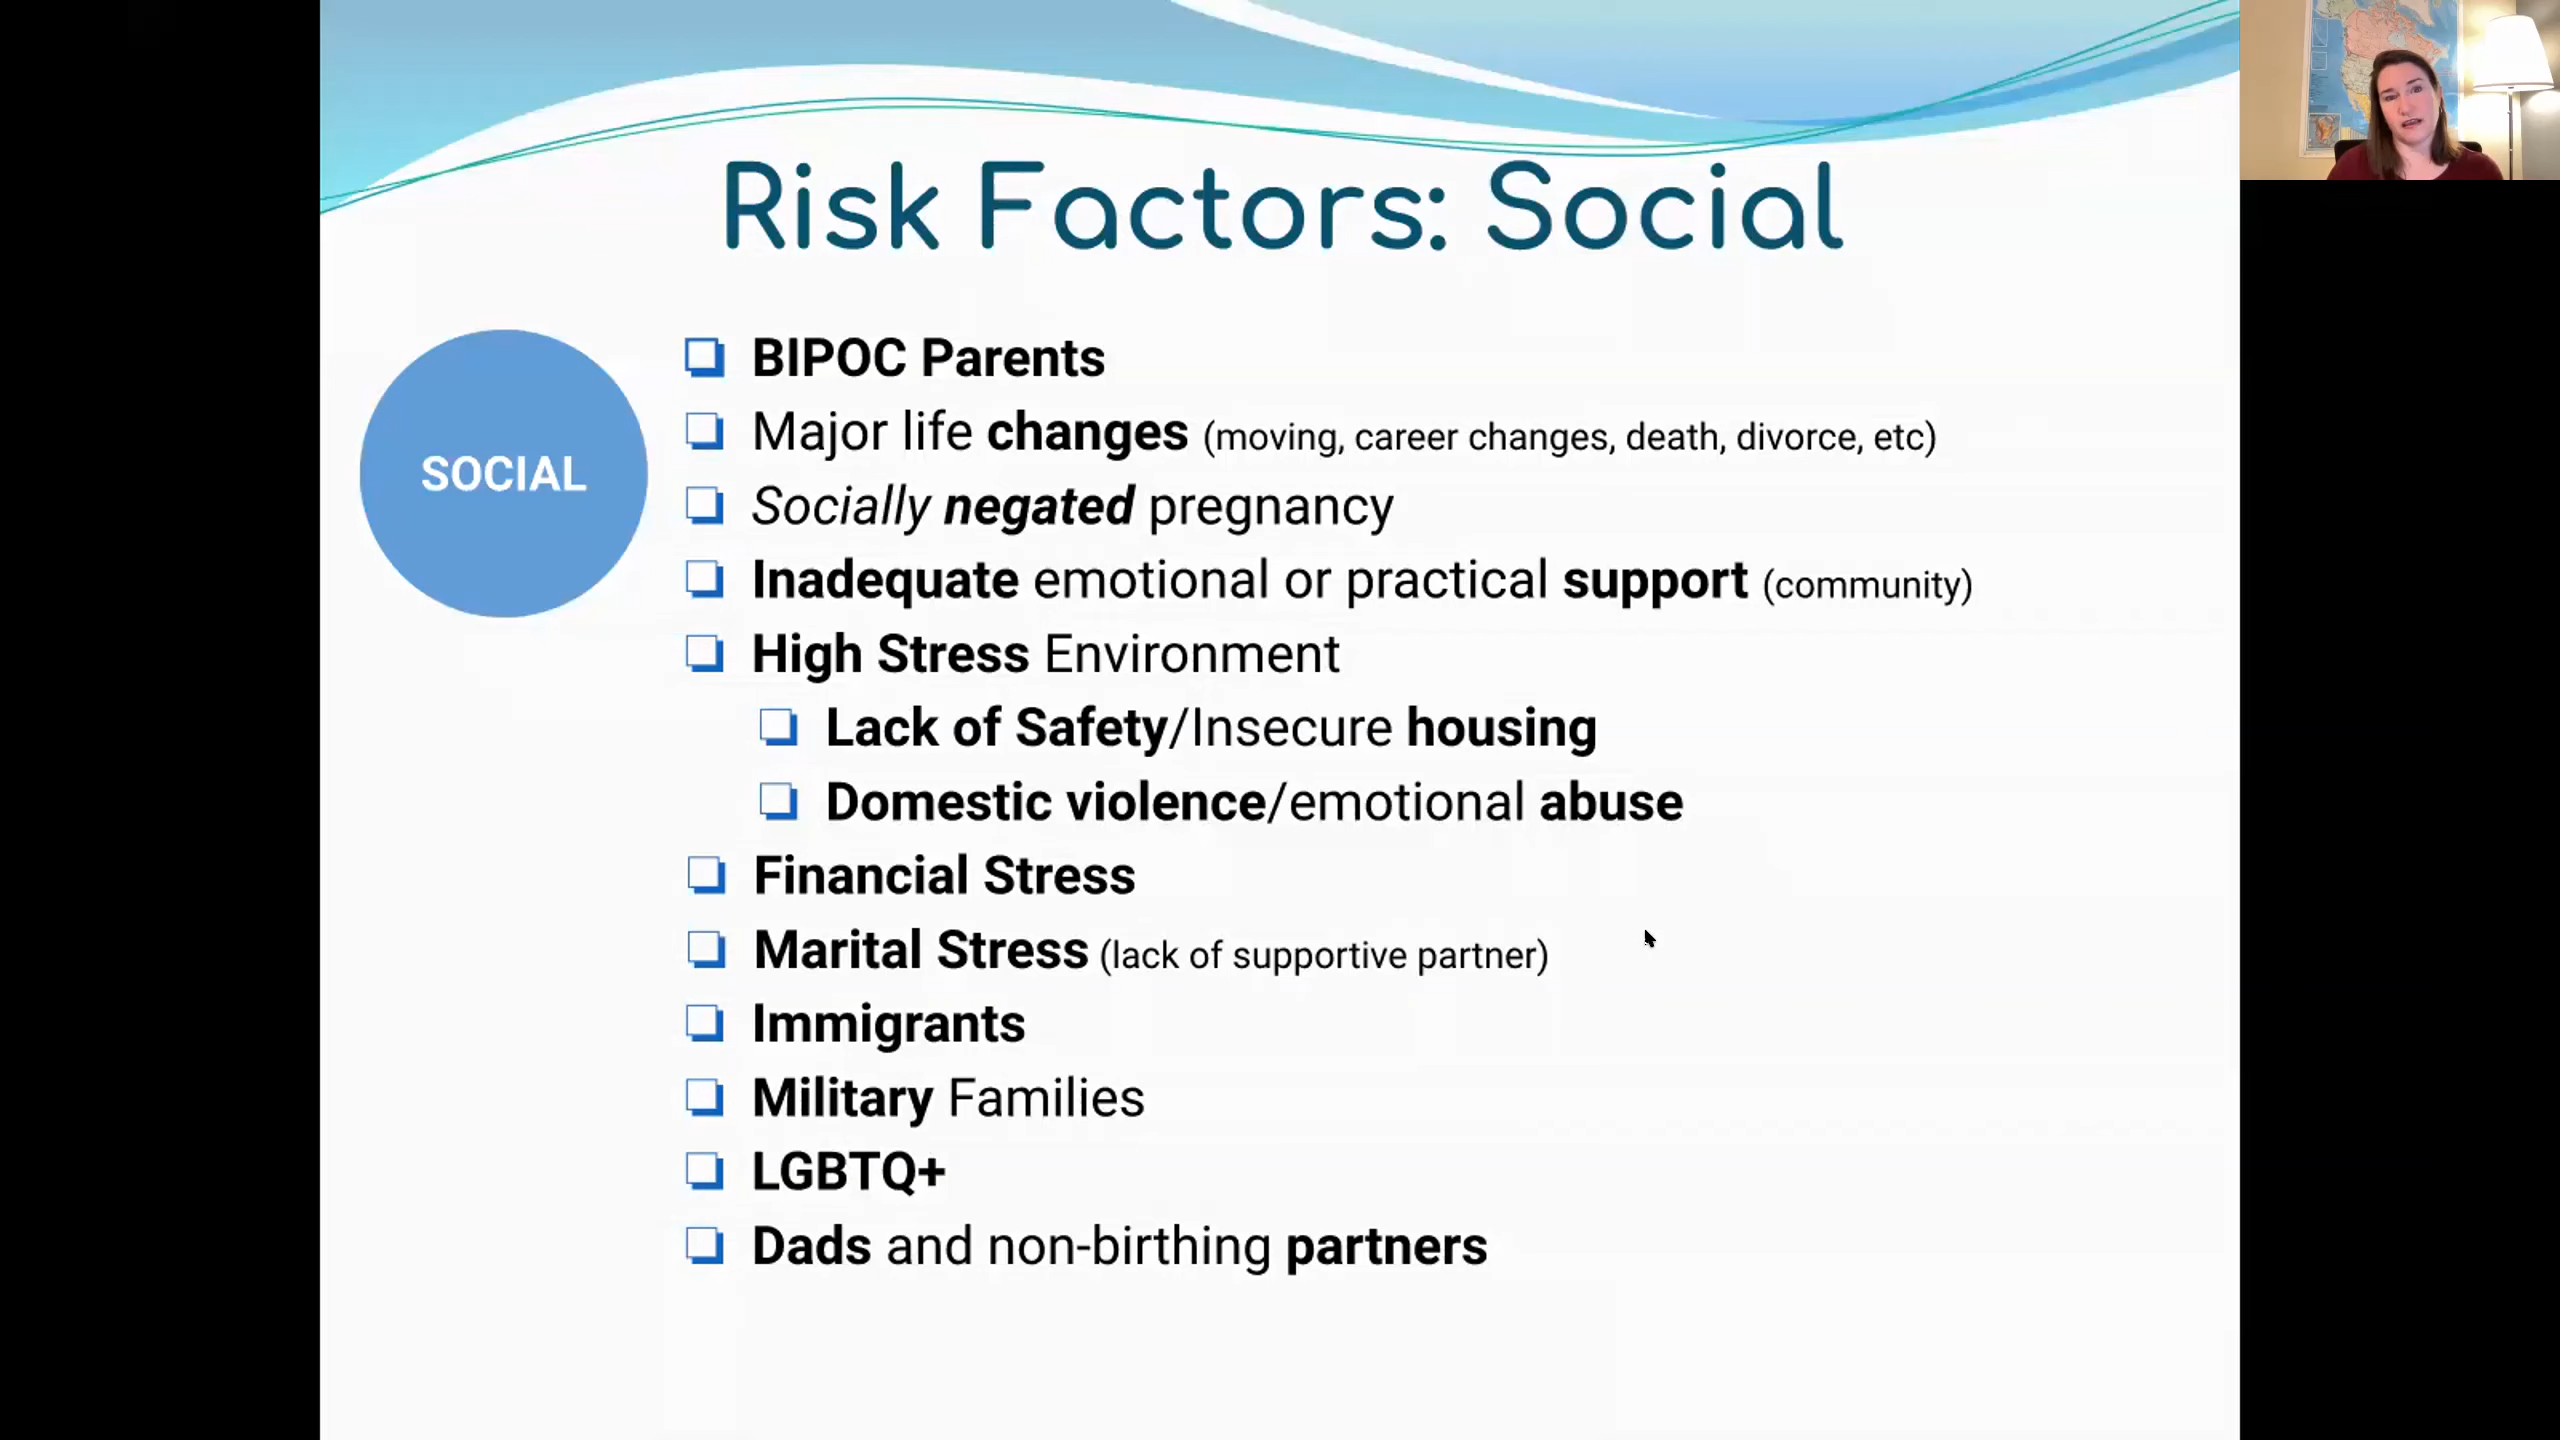 Risk Factors: Social
SOCIAL
BIPOC Parents
Major life changes (moving, career changes, death, divorce, etc)
Socially negated pregnancy
Inadequate emotional or practical support (community)
High Stress Environment
Lack of Safety/Insecure housing
Domestic violence/emotional abuse
Financial Stress
Marital Stress (lack of supportive partner)
Immigrants
Military Families
LGBTQ+
Dads and non-birthing partners